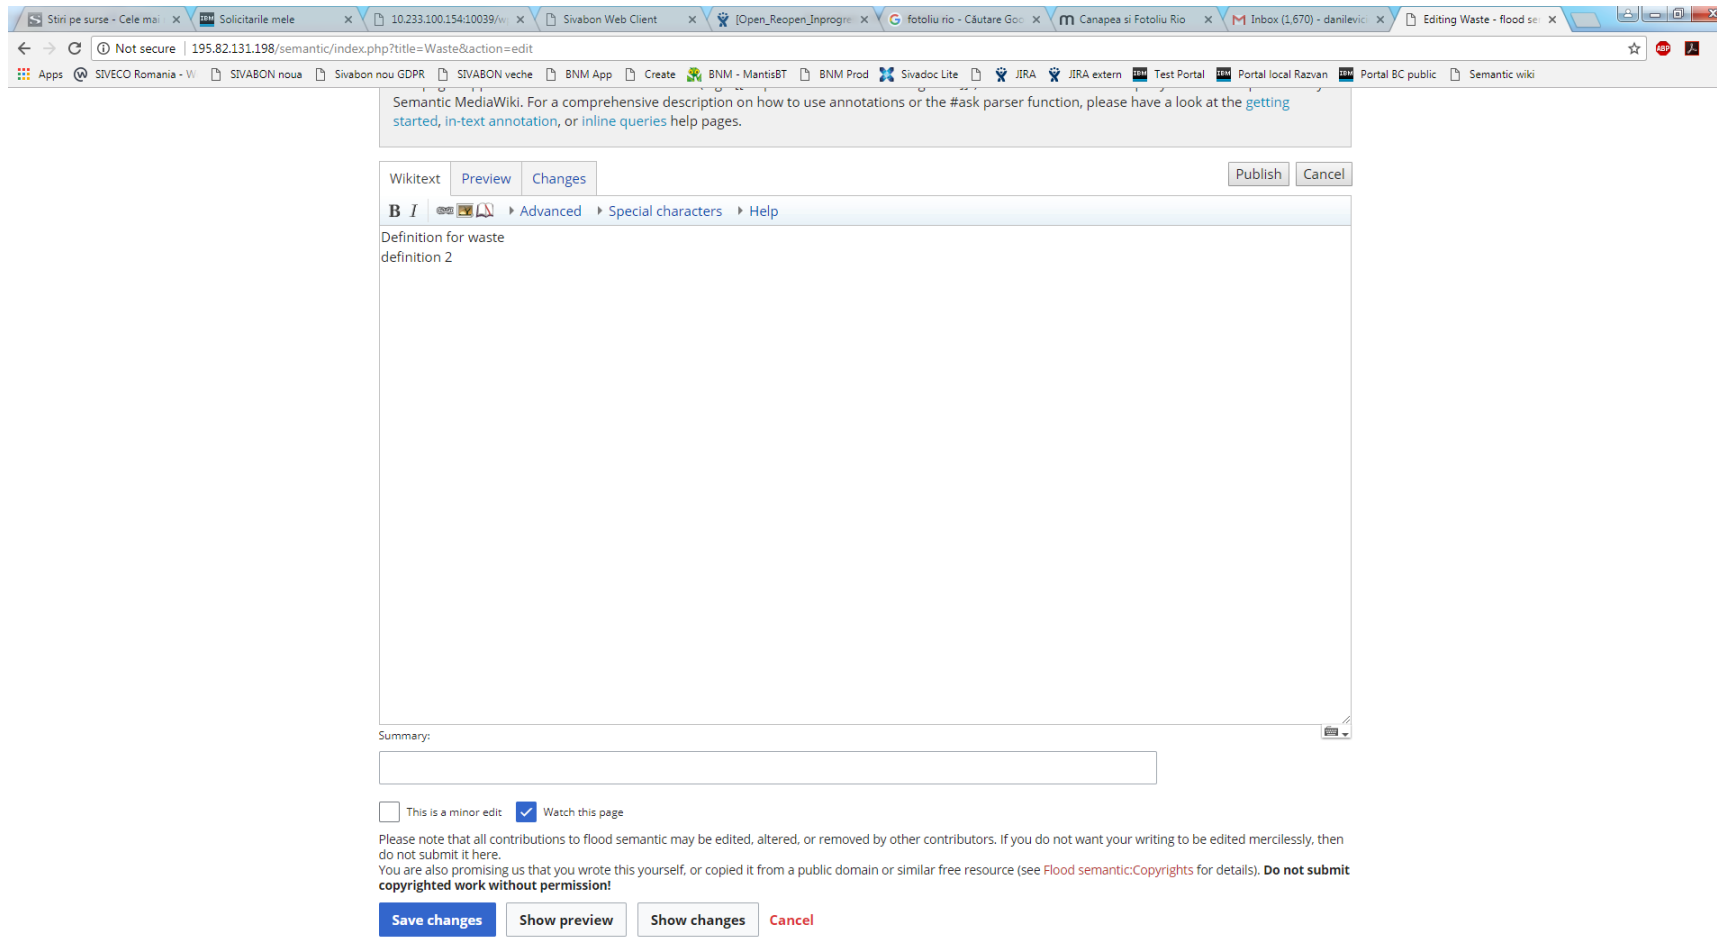 Stiri pe surse - Cele mai
Solicitarile mele
10.233.100.154:10039/w
Sivabon Web Client
[Open_Reopen_Inprogre
fotoliu rio - Căutare Goo
Canapea si Fotoliu Rio
Inbox (1,670) - danilevici
Editing Waste - flood se
Not secure | 195.82.131.198/semantic/index.php?title=Waste&action=edit
ABP
Apps SIVECO Romania - W SIVABON noua Sivabon nou GDPR SIVABON veche BNM App Create BNM - MantisBT BNM Prod Sivadoc Lite JIRA JIRA extern Test Portal Portal local Razvan Portal BC public Semantic wiki
Semantic MediaWiki. For a comprehensive description on how to use annotations or the #ask parser function, please have a look at the getting
started, in-text annotation, or inline queries help pages.
Wikitext Preview Changes Publish Cancel
B I Advanced Special characters Help
Definition for waste
definition 2
Summary:
This is a minor edit Watch this page
Please note that all contributions to flood semantic may be edited, altered, or removed by other contributors. If you do not want your writing to be edited mercilessly, then
do not submit it here.
You are also promising us that you wrote this yourself, or copied it from a public domain or similar free resource (see Flood semantic:Copyrights for details). Do not submit
copyrighted work without permission!
Save changes Show preview Show changes Cancel